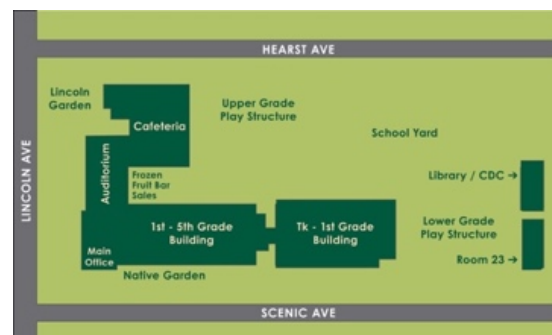 HEARST AVE
LINCOLN AVE
Lincoln
Garden
Cafeteria
Upper Grade
Play Structure
School Yard
Auditorium
Frozen
Fruit Bar
Sales
Library / CDC →
1st - 5th Grade
Building
Tk - 1st Grade
Building
Lower Grade
Play Structure
Main
Office
Room 23 →
Native Garden
SCENIC AVE